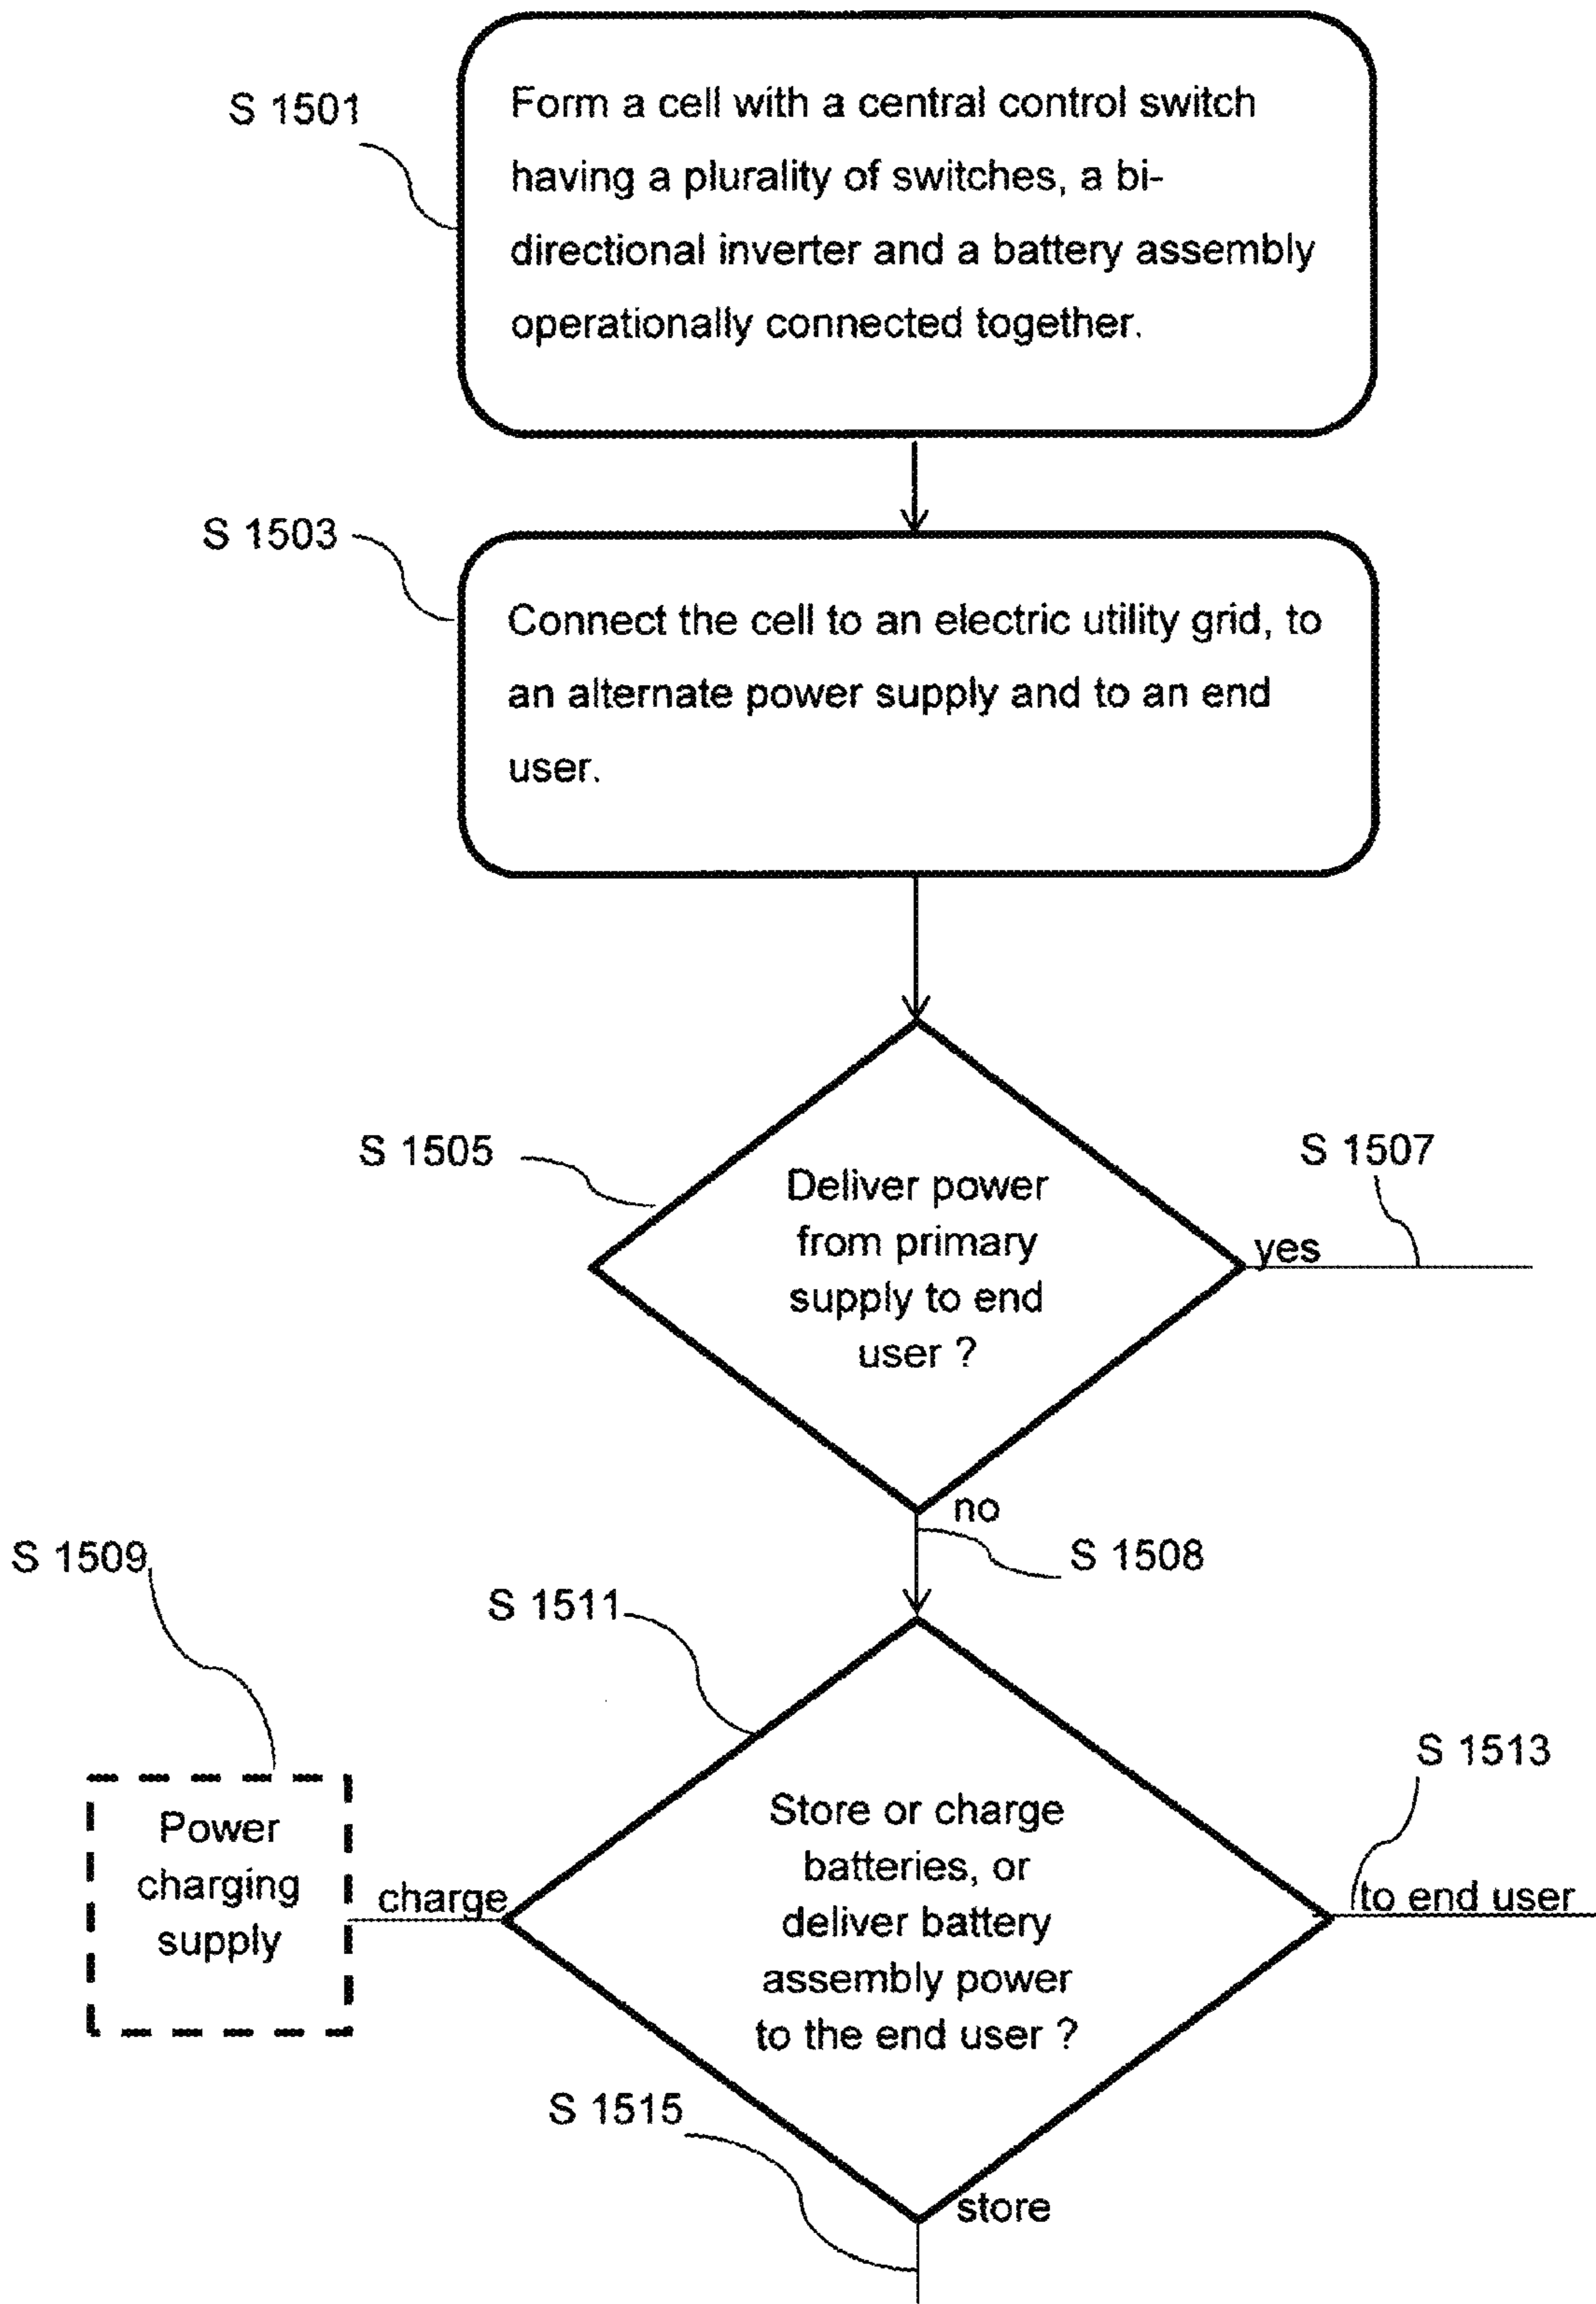 S 1501
Form a cell with a central control switch
having a plurality of switches, a bi-
directional inverter and a battery assembly
operationally connected together.
S 1503
Connect the cell to an electric utility grid, to
an alternate power supply and to an end
user.
S 1505
Deliver power
from primary
supply to end
user ?
S 1507
yes
no
S 1508
S 1509
S 1511
Power
charging
supply
charge
Store or charge
batteries, or
deliver battery
assembly power
to the end user ?
S 1513
to end user
S 1515
store